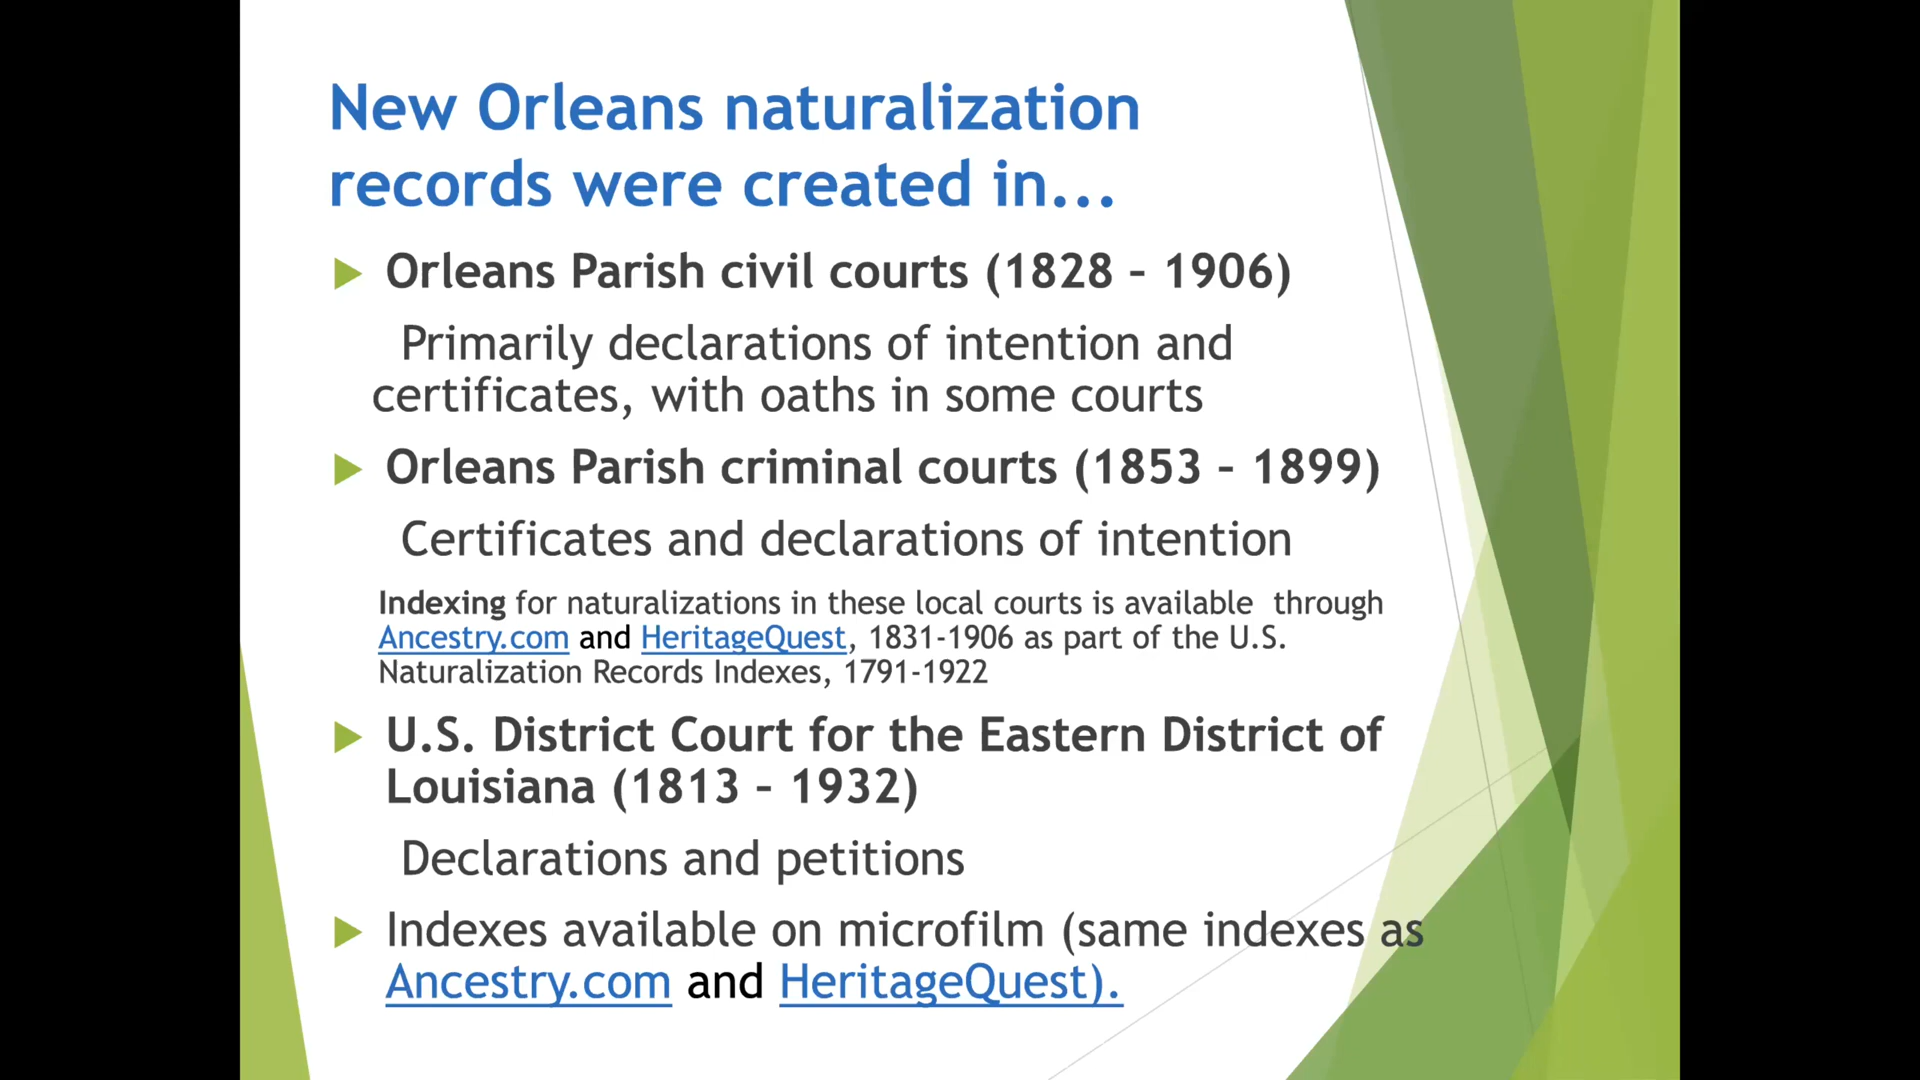 New Orleans naturalization
records were created in...
Orleans Parish civil courts (1828 – 1906)
Primarily declarations of intention and
certificates, with oaths in some courts
Orleans Parish criminal courts (1853 – 1899)
Certificates and declarations of intention
Indexing for naturalizations in these local courts is available  through
Ancestry.com and HeritageQuest, 1831-1906 as part of the U.S.
Naturalization Records Indexes, 1791-1922
U.S. District Court for the Eastern District of
Louisiana (1813 – 1932)
Declarations and petitions
Indexes available on microfilm (same indexes as
Ancestry.com and HeritageQuest).